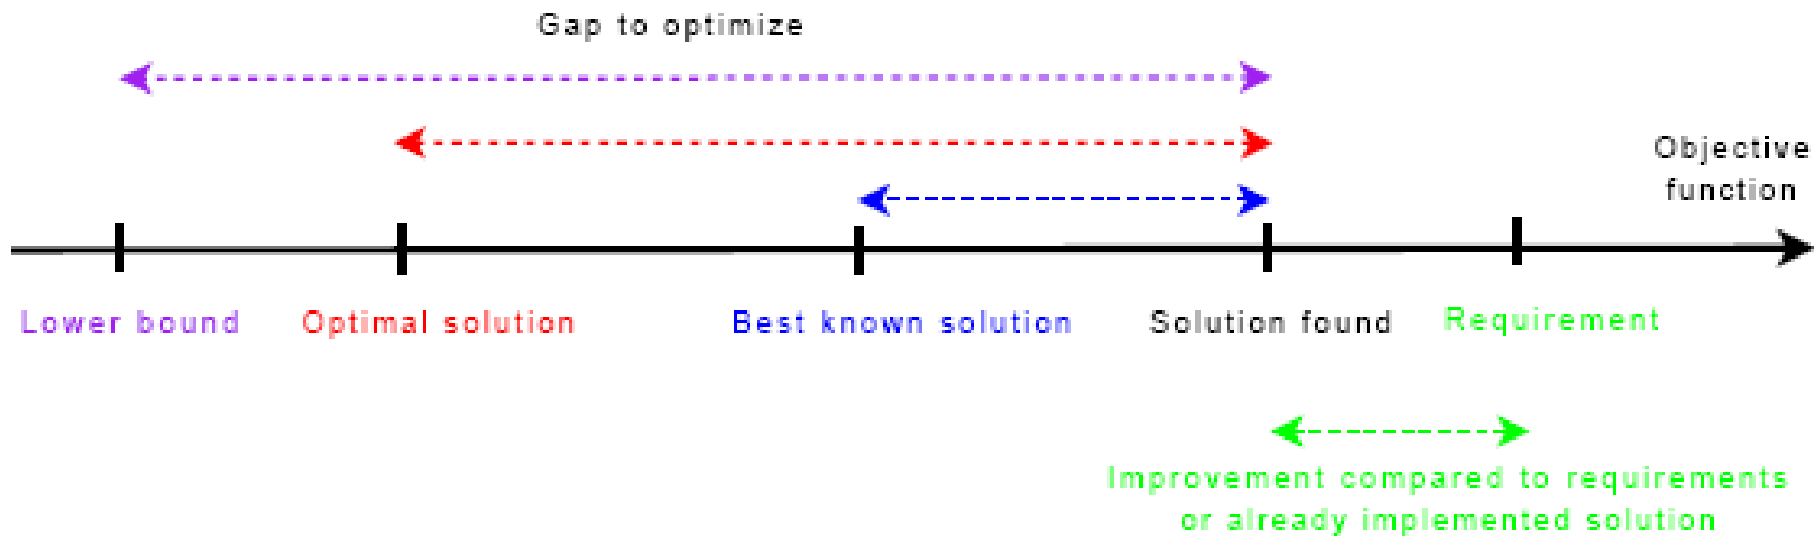 Gap to optimize
Objective
function
Lower bound
Optimal solution
Best known solution
Solution found
Requirement
Improvement compared to requirements
or already implemented solution